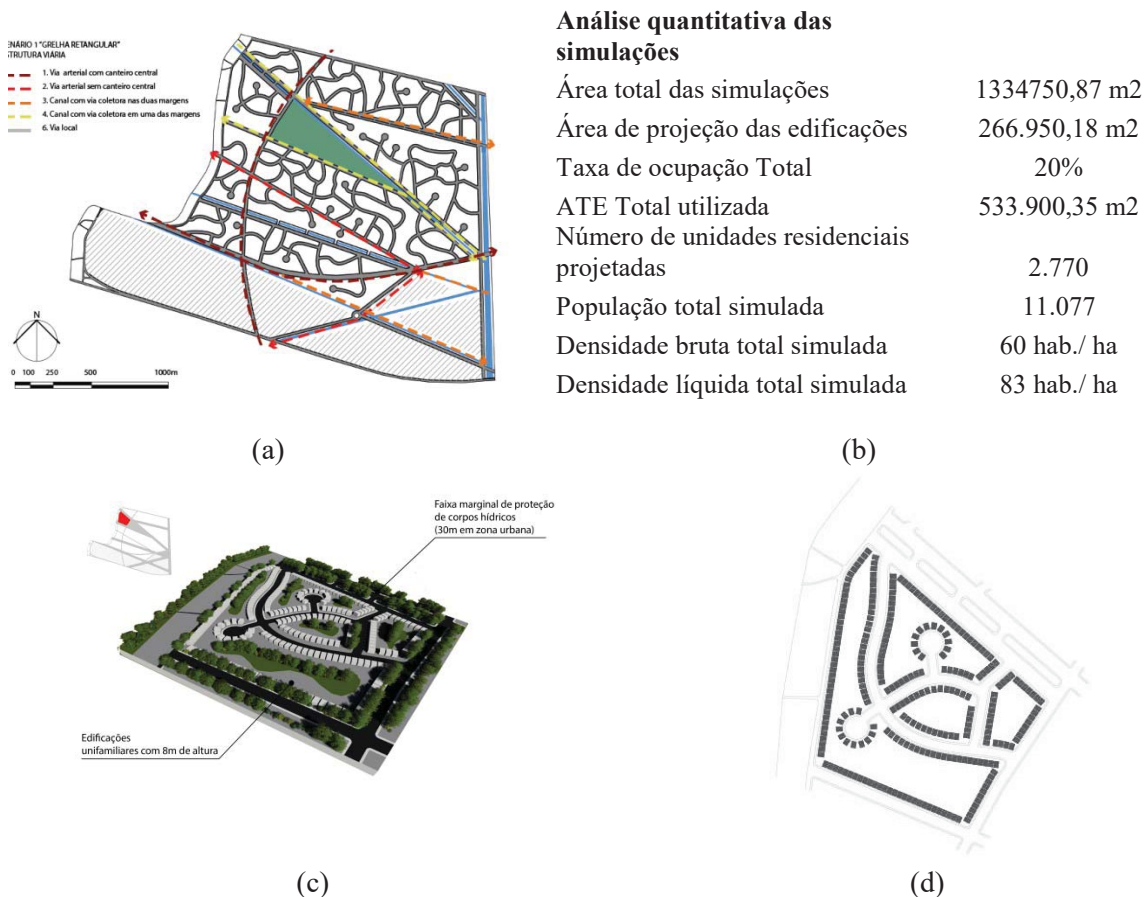 ENÁRIO 1 "GRELHA RETANGULAR"
STRUTURA VIÁRIA
1. Via arterial com canteiro central
2. Via arterial sem canteiro central
3. Canal com via coletora nas duas margens
4. Canal com via coletora em uma das margens
6. Via local
N
0 100 250 500 1000m
(a)
Análise quantitativa das
simulações
Área total das simulações 1334750,87 m2
Área de projeção das edificações 266.950,18 m2
Taxa de ocupação Total 20%
ATE Total utilizada 533.900,35 m2
Número de unidades residenciais
projetadas 2.770
População total simulada 11.077
Densidade bruta total simulada 60 hab./ ha
Densidade líquida total simulada 83 hab./ ha
(b)
Faixa marginal de proteção
de corpos hídricos
(30m em zona urbana)
Edificações
unifamiliares com 8m de altura
(c)
(d)